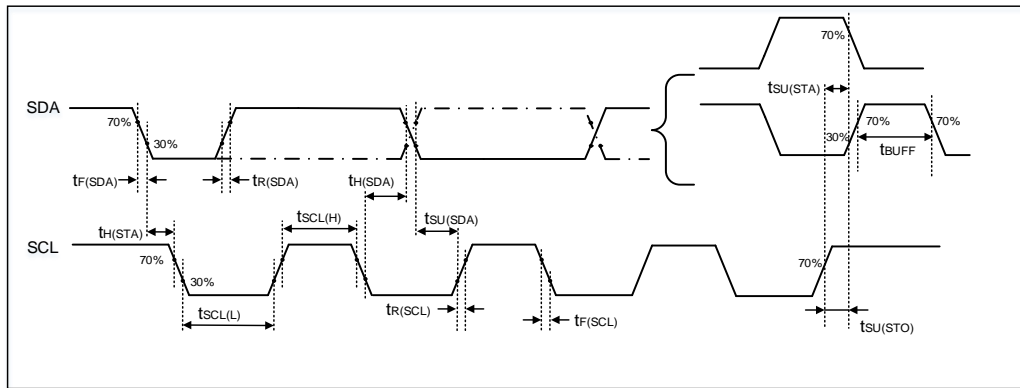 70%
tSU(STA)
SDA
70%
30%
30%
70%
70%
tBUFF
tF(SDA)
tR(SDA)
tH(SDA)
tH(STA)
tSCL(H)
tSU(SDA)
SCL
70%
30%
70%
tSCL(L)
tR(SCL)
tF(SCL)
tSU(STO)